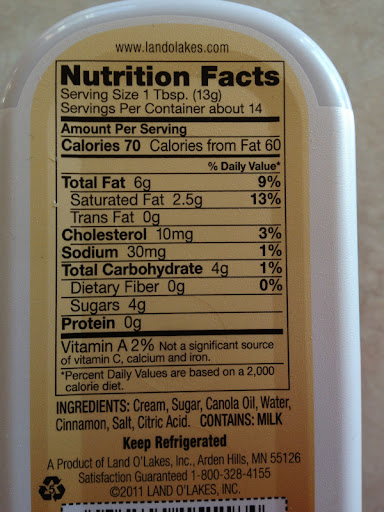 www.landolakes.com
Nutrition Facts
Serving Size 1 Tbsp. (13g)
Servings Per Container about 14
Amount Per Serving
Calories 70 Calories from Fat 60
% Daily Value*
Total Fat 6g 9%
Saturated Fat 2.5g 13%
Trans Fat 0g
Cholesterol 10mg 3%
Sodium 30mg 1%
Total Carbohydrate 4g 1%
Dietary Fiber 0g 0%
Sugars 4g
Protein 0g
Vitamin A 2% Not a significant source
of vitamin C, calcium and iron.
*Percent Daily Values are based on a 2,000
calorie diet.
INGREDIENTS: Cream, Sugar, Canola Oil, Water,
Cinnamon, Salt, Citric Acid. CONTAINS: MILK
Keep Refrigerated
A Product of Land O'Lakes, Inc., Arden Hills, MN 55126
Satisfaction Guaranteed 1-800-328-4155
©2011 LAND O'LAKES, INC.
5